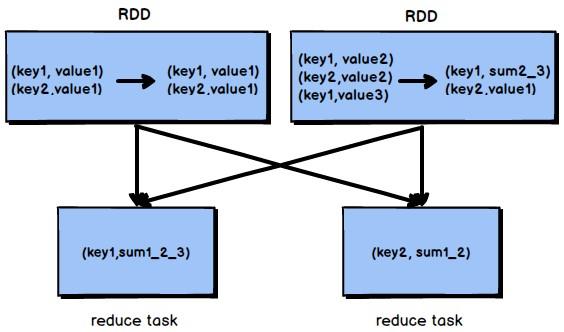 RDD
RDD
(key1, value1)
(key2,value1)
(key1, value1)
(key2,value1)
(key1, value2)
(key2,value2)
(key1,value3)
(key1, sum2_3)
(key2,value1)
(key1,sum1_2_3)
(key2, sum1_2)
reduce task
reduce task